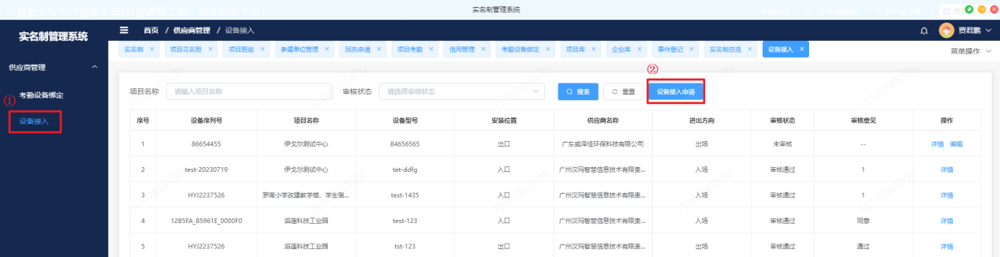 实名制管理系统
实名制管理系统
首页 / 供应商管理 / 设备接入
贾君鹏
实名制 × 项目花名册 × 项目班组 × 参建单位管理 × 回执申请 × 项目考勤 × 信用管理 × 考勤设备绑定 × 项目库 × 企业库 × 事件登记 × 实名制总览 × 设备接入 ×
菜单操作
供应商管理
考勤设备绑定
① 设备接入
②
项目名称 请输入项目名称 审核状态 请选择审核状态 搜索 重置 设备接入申请
序号 设备序列号 项目名称 设备型号 安装位置 供应商名称 进出方向 审核状态 审核意见 操作
1 86654455 伊戈尔测试中心 84656565 出口 广东威泽佳环保科技有限公司 出场 未审核 -- 详情 编辑
2 test-20230719 伊戈尔测试中心 tet-ddfg 入口 广州汉玛智慧信息技术有限责... 入场 审核通过 1 详情
3 HYJ2237526 罗南小学改建教学楼、学生宿... test-1435 入口 广州汉玛智慧信息技术有限责... 入场 审核通过 1 详情
4 12B5FA_85961E_0000F0 滔莲科技工业园 test-123 入口 广州汉玛智慧信息技术有限责... 入场 审核通过 同意 详情
5 HYJ2237526 滔莲科技工业园 tst-123 出口 广州汉玛智慧信息技术有限责... 出场 审核通过 通过 详情
15107665030